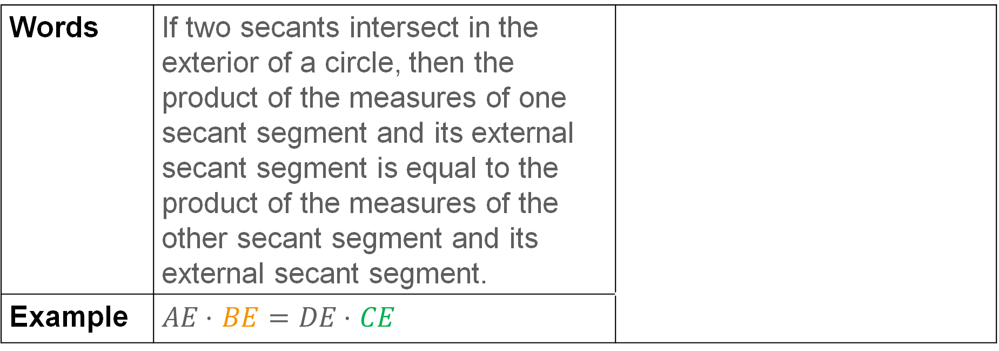 Words
If two secants intersect in the
exterior of a circle, then the
product of the measures of one
secant segment and its external
secant segment is equal to the
product of the measures of the
other secant segment and its
external secant segment.
Example
AE · BE = DE · CE